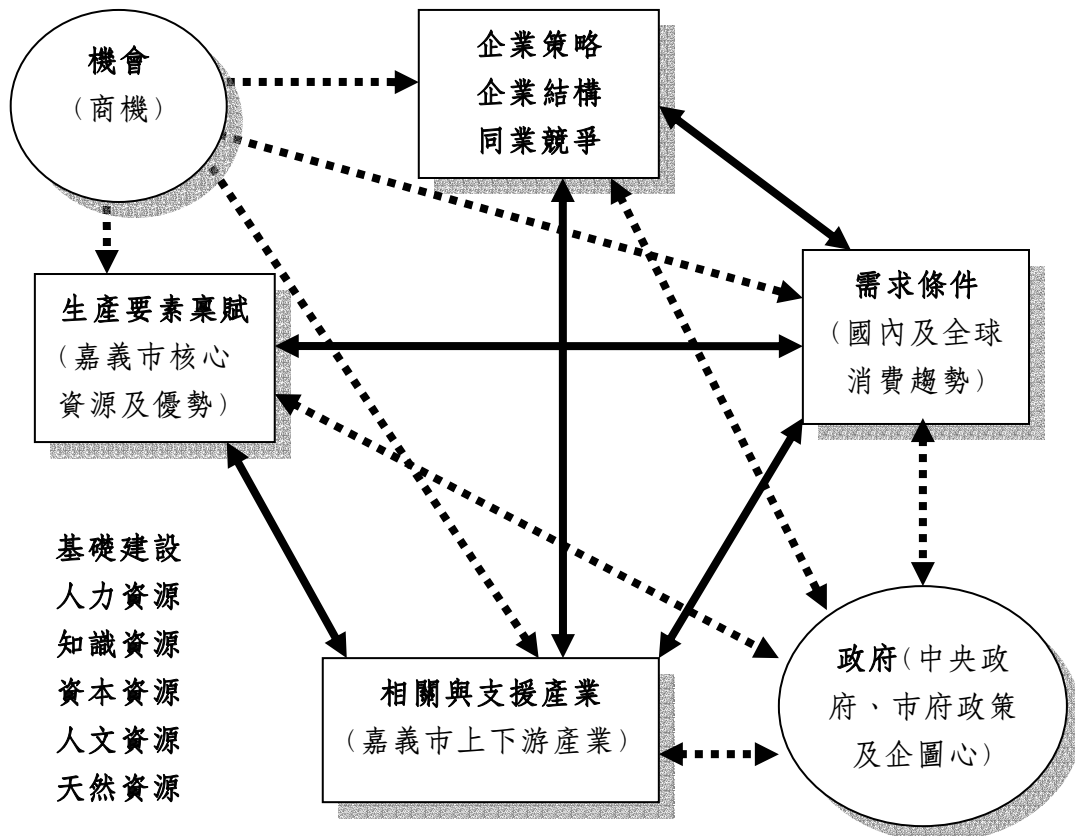 機會
（商機）
企業策略
企業結構
同業競爭
生產要素稟賦
（嘉義市核心
資源及優勢）
需求條件
（國內及全球
消費趨勢）
基礎建設
人力資源
知識資源
資本資源
人文資源
天然資源
相關與支援產業
（嘉義市上下游產業）
政府（中央政
府、市府政策
及企圖心）